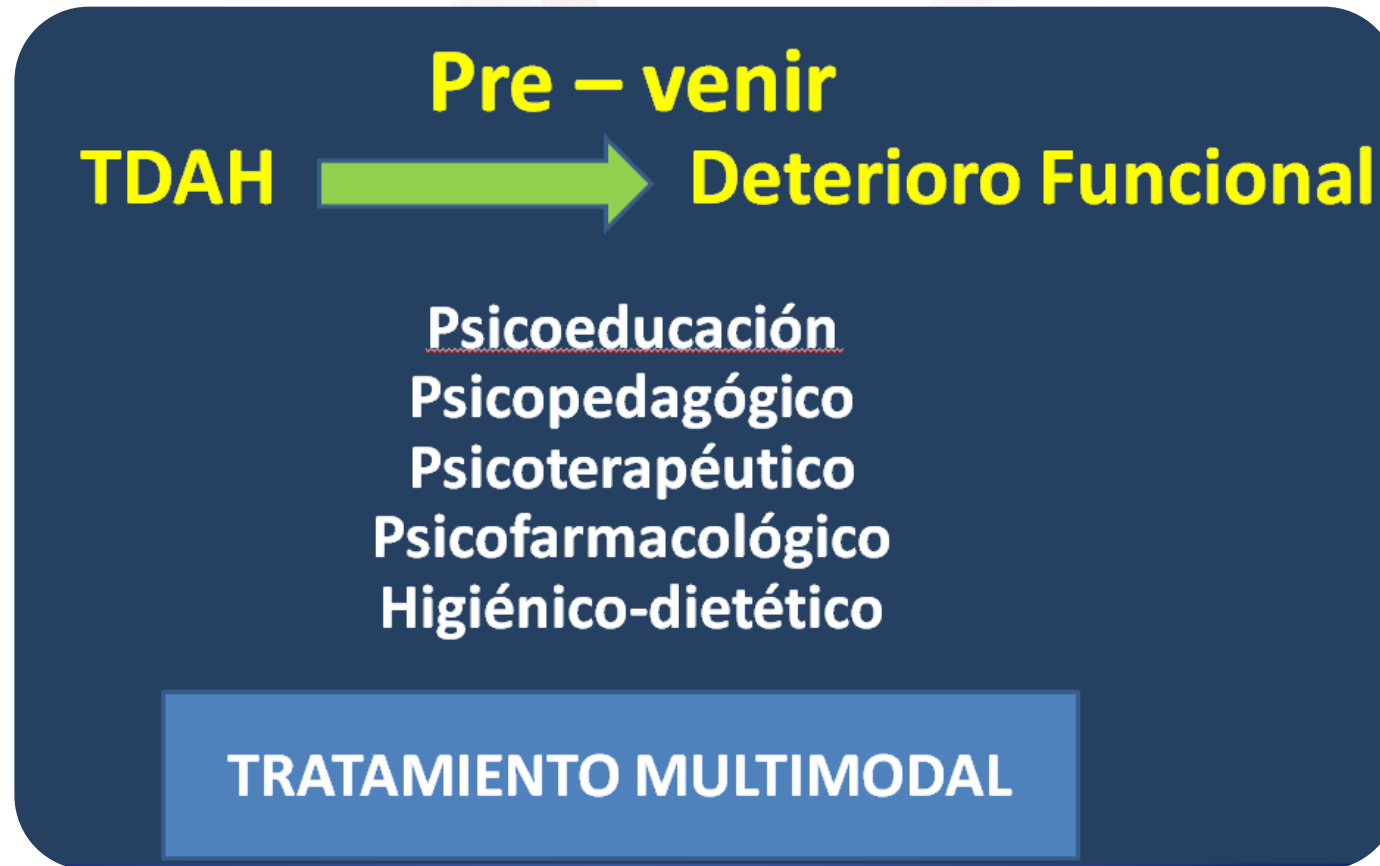 Pre – venir
TDAH Deterioro Funcional
Psicoeducación
Psicopedagógico
Psicoterapéutico
Psicofarmacológico
Higiénico-dietético
TRATAMIENTO MULTIMODAL